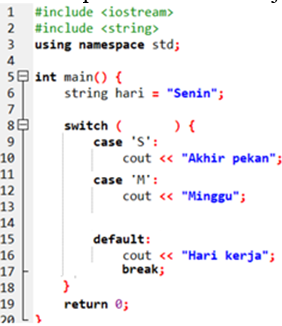 1 #include <iostream>
2 #include <string>
3 using namespace std;
4
5 int main() {
6 string hari = "Senin";
7
8 switch ( ) {
9 case 'S':
10 cout << "Akhir pekan";
11 case 'M':
12 cout << "Minggu";
13
14
15 default:
16 cout << "Hari kerja";
17 break;
18 }
19 return 0;
20 }